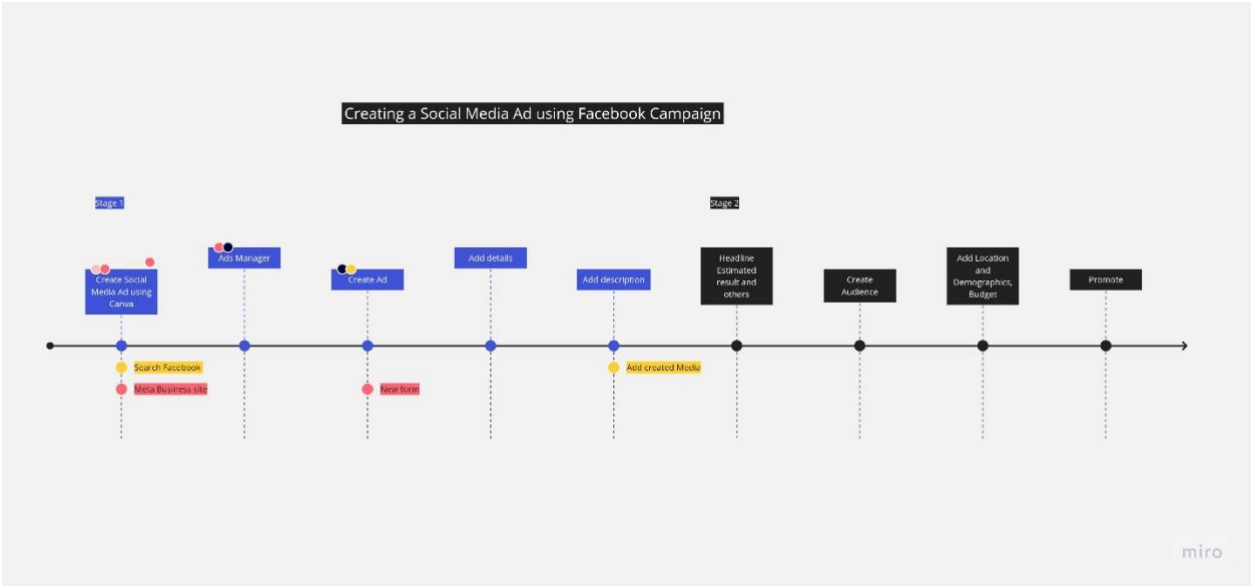 Creating a Social Media Ad using Facebook Campaign
Stage 1
Stage 2
Create Social
Media Ad using
Canva
Ads Manager
Create Ad
Add details
Add description
Headline
Estimated
result and
others
Create
Audience
Add Location
and
Demographics,
Budget
Promote
Search Facebook
Meta Business site
New form
Add created Media
miro